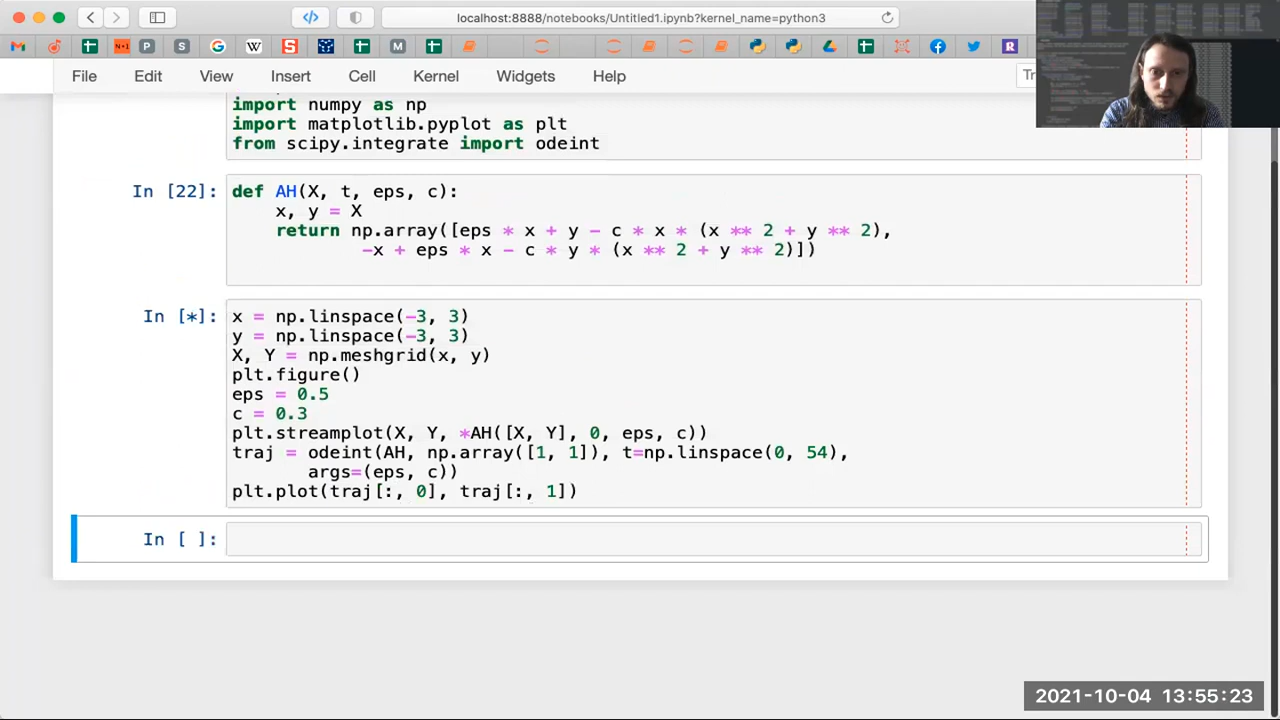 localhost:8888/notebooks/Untitled1.ipynb?kernel_name=python3
File Edit View Insert Cell Kernel Widgets Help
import numpy as np
import matplotlib.pyplot as plt
from scipy.integrate import odeint
In [22]: def AH(X, t, eps, c):
x, y = X
return np.array([eps * x + y - c * x * (x ** 2 + y ** 2),
-x + eps * x - c * y * (x ** 2 + y ** 2)])
In [*]: x = np.linspace(-3, 3)
y = np.linspace(-3, 3)
X, Y = np.meshgrid(x, y)
plt.figure()
eps = 0.5
c = 0.3
plt.streamplot(X, Y, *AH([X, Y], 0, eps, c))
traj = odeint(AH, np.array([1, 1]), t=np.linspace(0, 54),
args=(eps, c))
plt.plot(traj[:, 0], traj[:, 1])
In [ ]:
2021-10-04 13:55:23